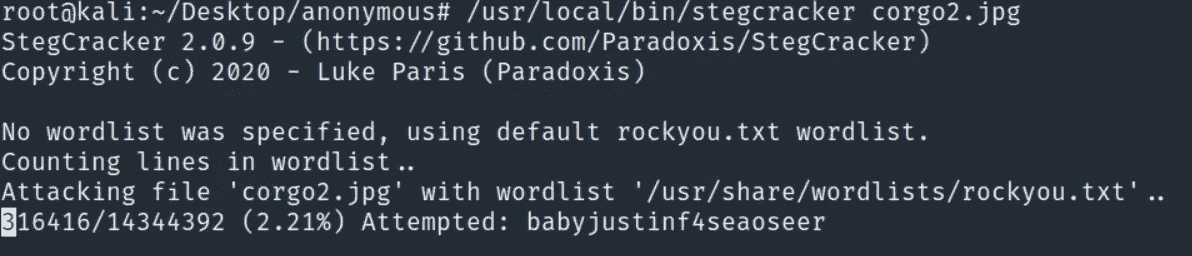 root@kali:~/Desktop/anonymous# /usr/local/bin/stegcracker corgo2.jpg
StegCracker 2.0.9 - (https://github.com/Paradoxis/StegCracker)
Copyright (c) 2020 - Luke Paris (Paradoxis)
No wordlist was specified, using default rockyou.txt wordlist.
Counting lines in wordlist..
Attacking file 'corgo2.jpg' with wordlist '/usr/share/wordlists/rockyou.txt'..
316416/14344392 (2.21%) Attempted: babyjustinf4seaoseer